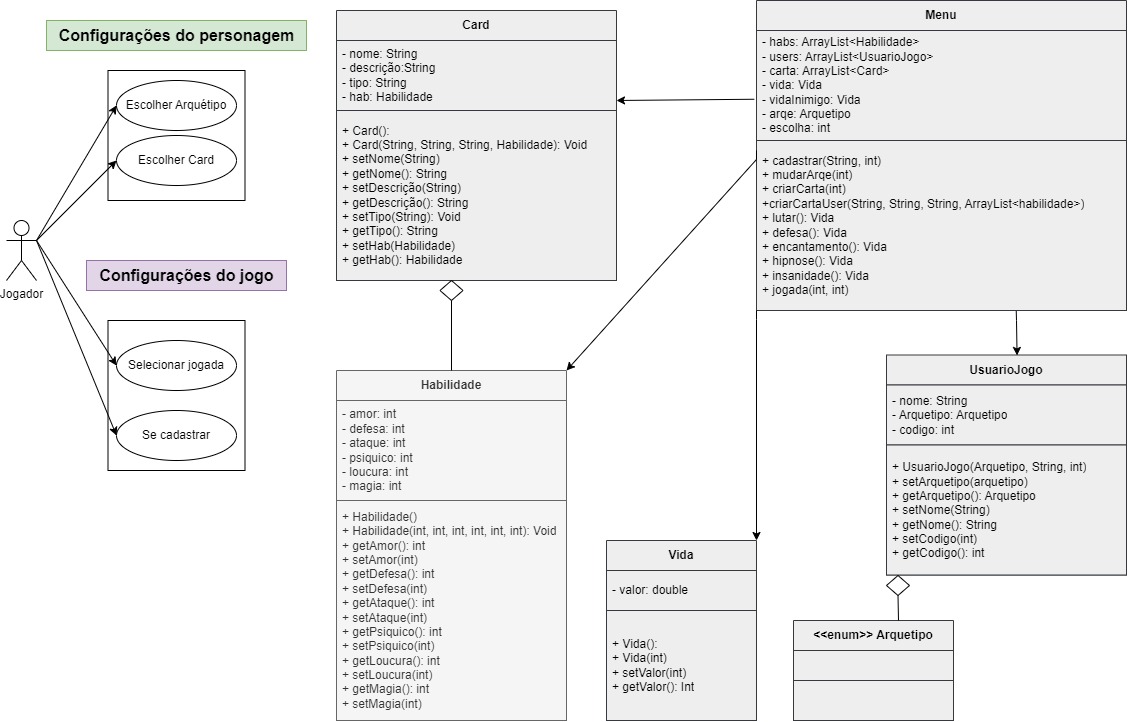 Configurações do personagem
Escolher Arquétipo
Escolher Card
Jogador
Configurações do jogo
Selecionar jogada
Se cadastrar
Card
- nome: String
- descrição:String
- tipo: String
- hab: Habilidade
+ Card():
+ Card(String, String, String, Habilidade): Void
+ setNome(String)
+ getNome(): String
+ setDescrição(String)
+ getDescrição(): String
+ setTipo(String): Void
+ getTipo(): String
+ setHab(Habilidade)
+ getHab(): Habilidade
Menu
- habs: ArrayList<Habilidade>
- users: ArrayList<UsuarioJogo>
- carta: ArrayList<Card>
- vida: Vida
- vidaInimigo: Vida
- arqe: Arquetipo
- escolha: int
+ cadastrar(String, int)
+ mudarArqe(int)
+ criarCarta(int)
+criarCartaUser(String, String, String, ArrayList<habilidade>)
+ lutar(): Vida
+ defesa(): Vida
+ encantamento(): Vida
+ hipnose(): Vida
+ insanidade(): Vida
+ jogada(int, int)
Habilidade
- amor: int
- defesa: int
- ataque: int
- psiquico: int
- loucura: int
- magia: int
+ Habilidade()
+ Habilidade(int, int, int, int, int, int): Void
+ getAmor(): int
+ setAmor(int)
+ getDefesa(): int
+ setDefesa(int)
+ getAtaque(): int
+ setAtaque(int)
+ getPsiquico(): int
+ setPsiquico(int)
+ getLoucura(): int
+ setLoucura(int)
+ getMagia(): int
+ setMagia(int)
UsuarioJogo
- nome: String
- Arquetipo: Arquetipo
- codigo: int
+ UsuarioJogo(Arquetipo, String, int)
+ setArquetipo(arquetipo)
+ getArquetipo(): Arquetipo
+ setNome(String)
+ getNome(): String
+ setCodigo(int)
+ getCodigo(): int
Vida
- valor: double
+ Vida():
+ Vida(int)
+ setValor(int)
+ getValor(): Int
<<enum>> Arquetipo